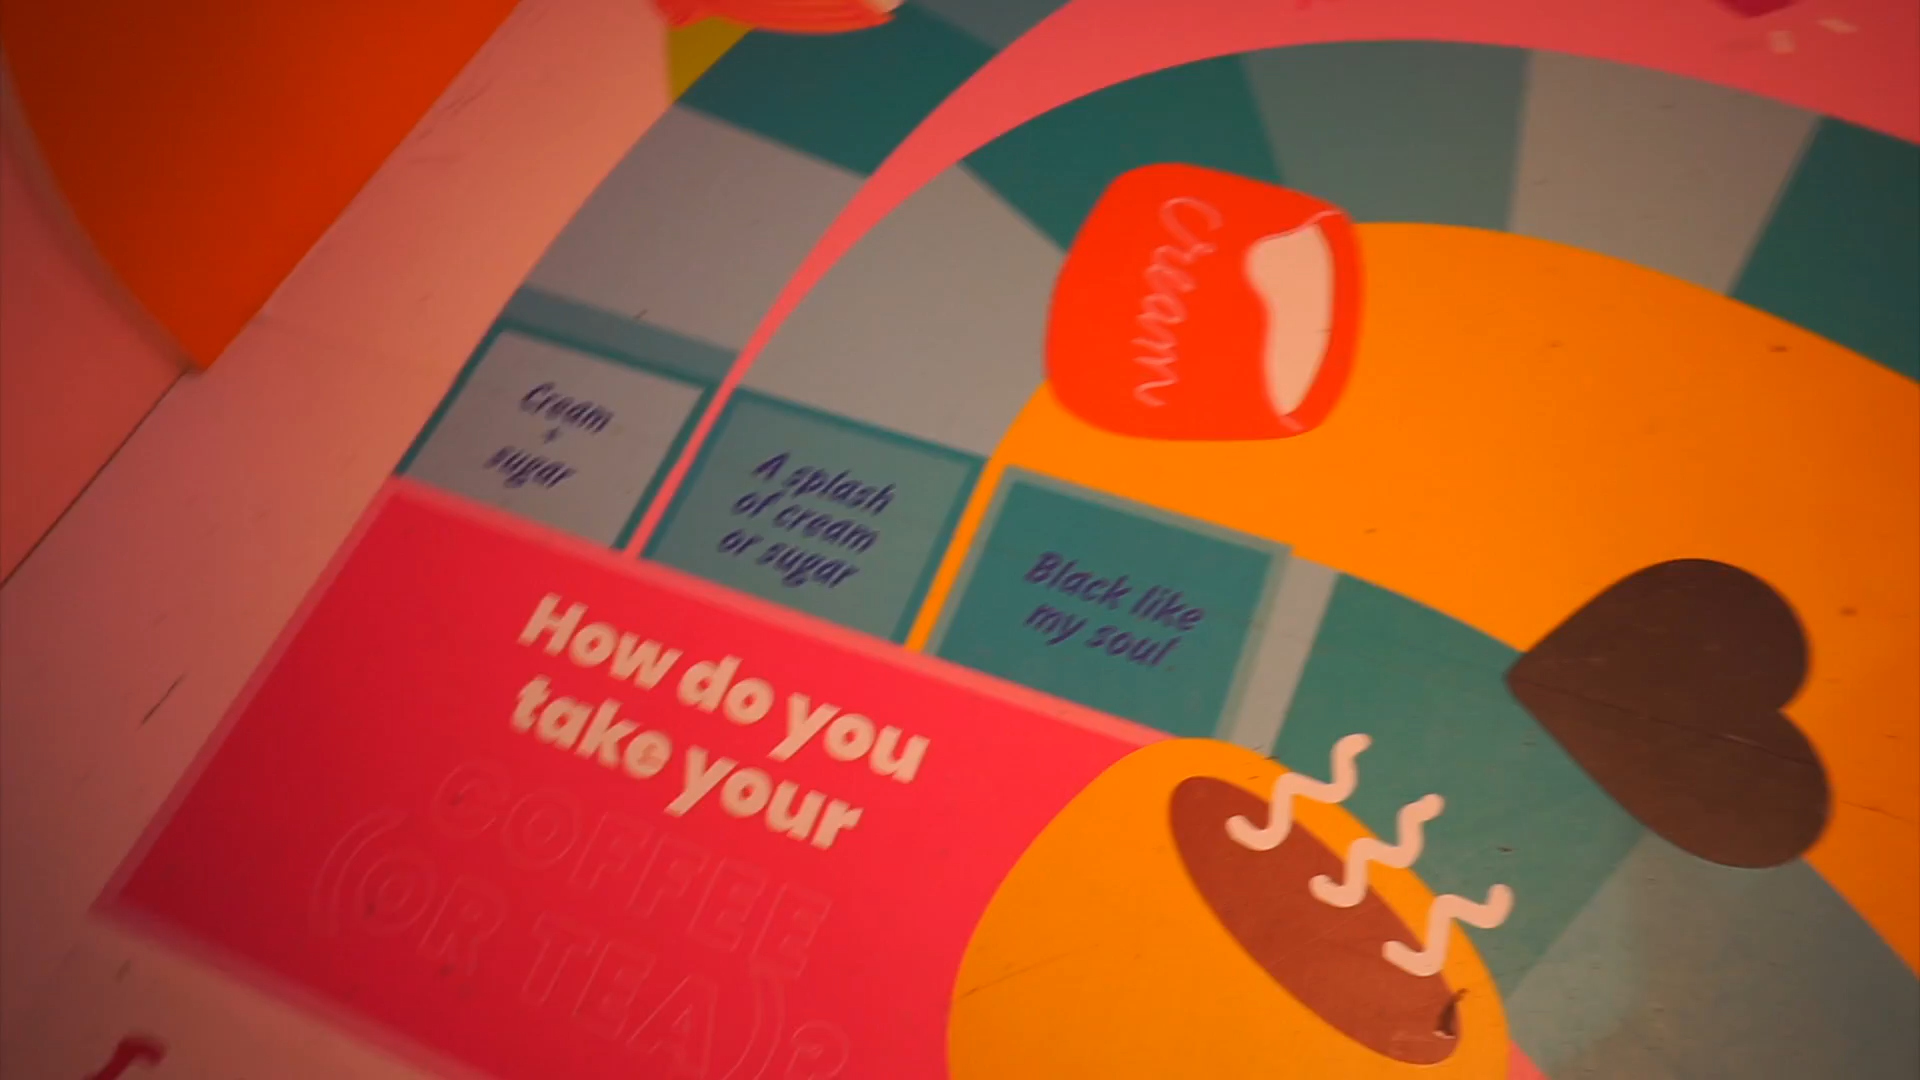 Cream
Cream
+
sugar
A splash
of cream
or sugar
Black like
my soul
How do you
take your
COFFEE
(OR TEA)?